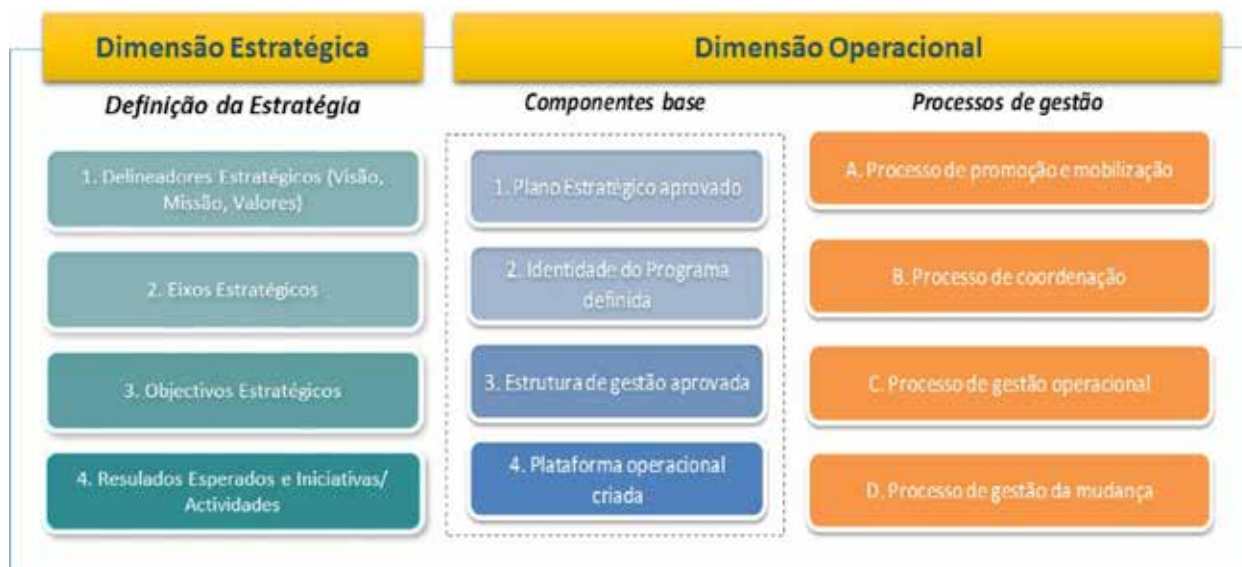 Dimensão Estratégica
Dimensão Operacional
Definição da Estratégia
Componentes base
Processos de gestão
1. Delineadores Estratégicos (Visão,
Missão, Valores)
2. Eixos Estratégicos
3. Objectivos Estratégicos
4. Resulados Esperados e Iniciativas/
Actividades
1. Plano Estratégico aprovado
2. Identidade do Programa
definida
3. Estrutura de gestão aprovada
4. Plataforma operacional
criada
A. Processo de promoção e mobilização
B. Processo de coordenação
C. Processo de gestão operacional
D. Processo de gestão da mudança